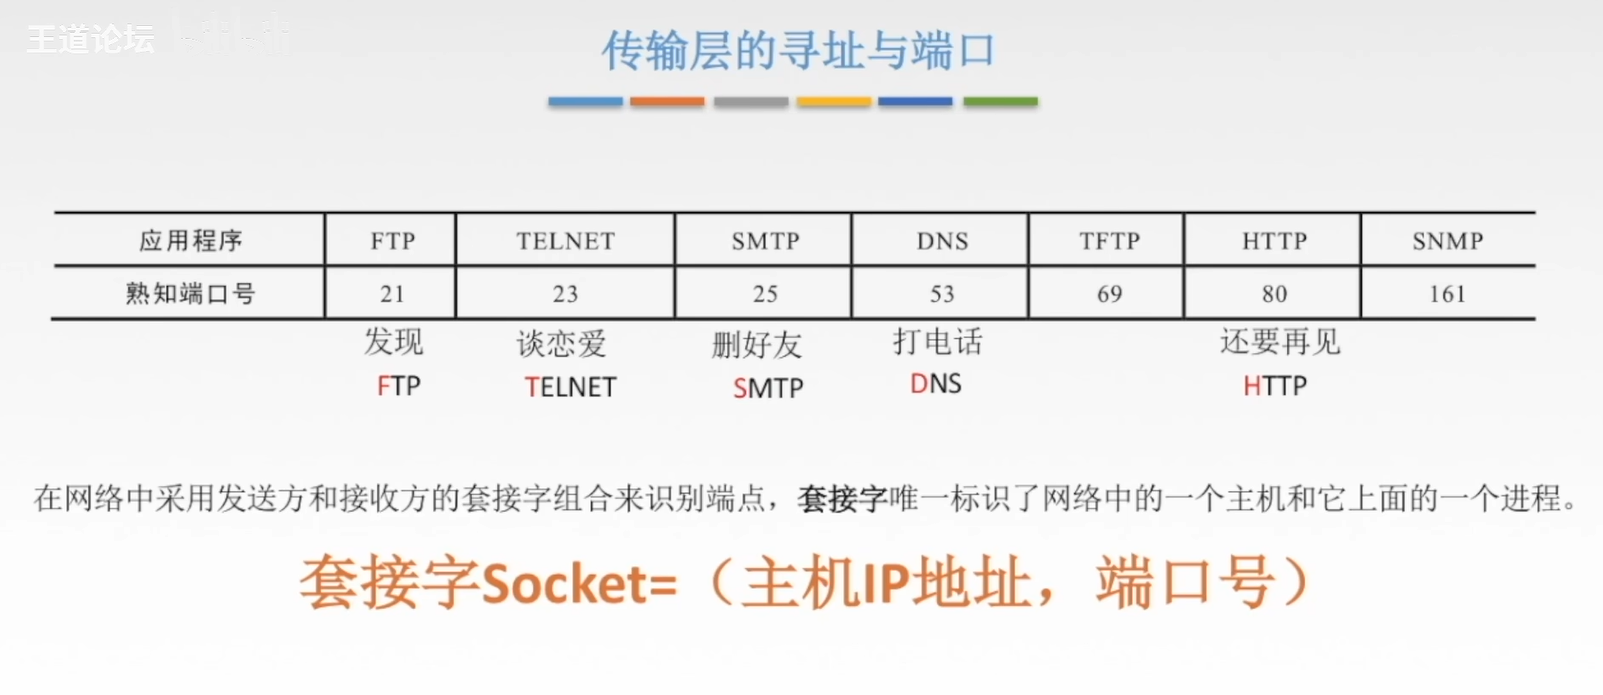 王道论坛
传输层的寻址与端口
应用程序 FTP TELNET SMTP DNS TFTP HTTP SNMP
熟知端口号 21 23 25 53 69 80 161
发现 谈恋爱 删好友 打电话 还要再见
FTP TELNET SMTP DNS HTTP
在网络中采用发送方和接收方的套接字组合来识别端点，套接字唯一标识了网络中的一个主机和它上面的一个进程。
套接字Socket=（主机IP地址，端口号）